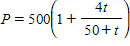 P = 500(1 + 4t/(50 + t))